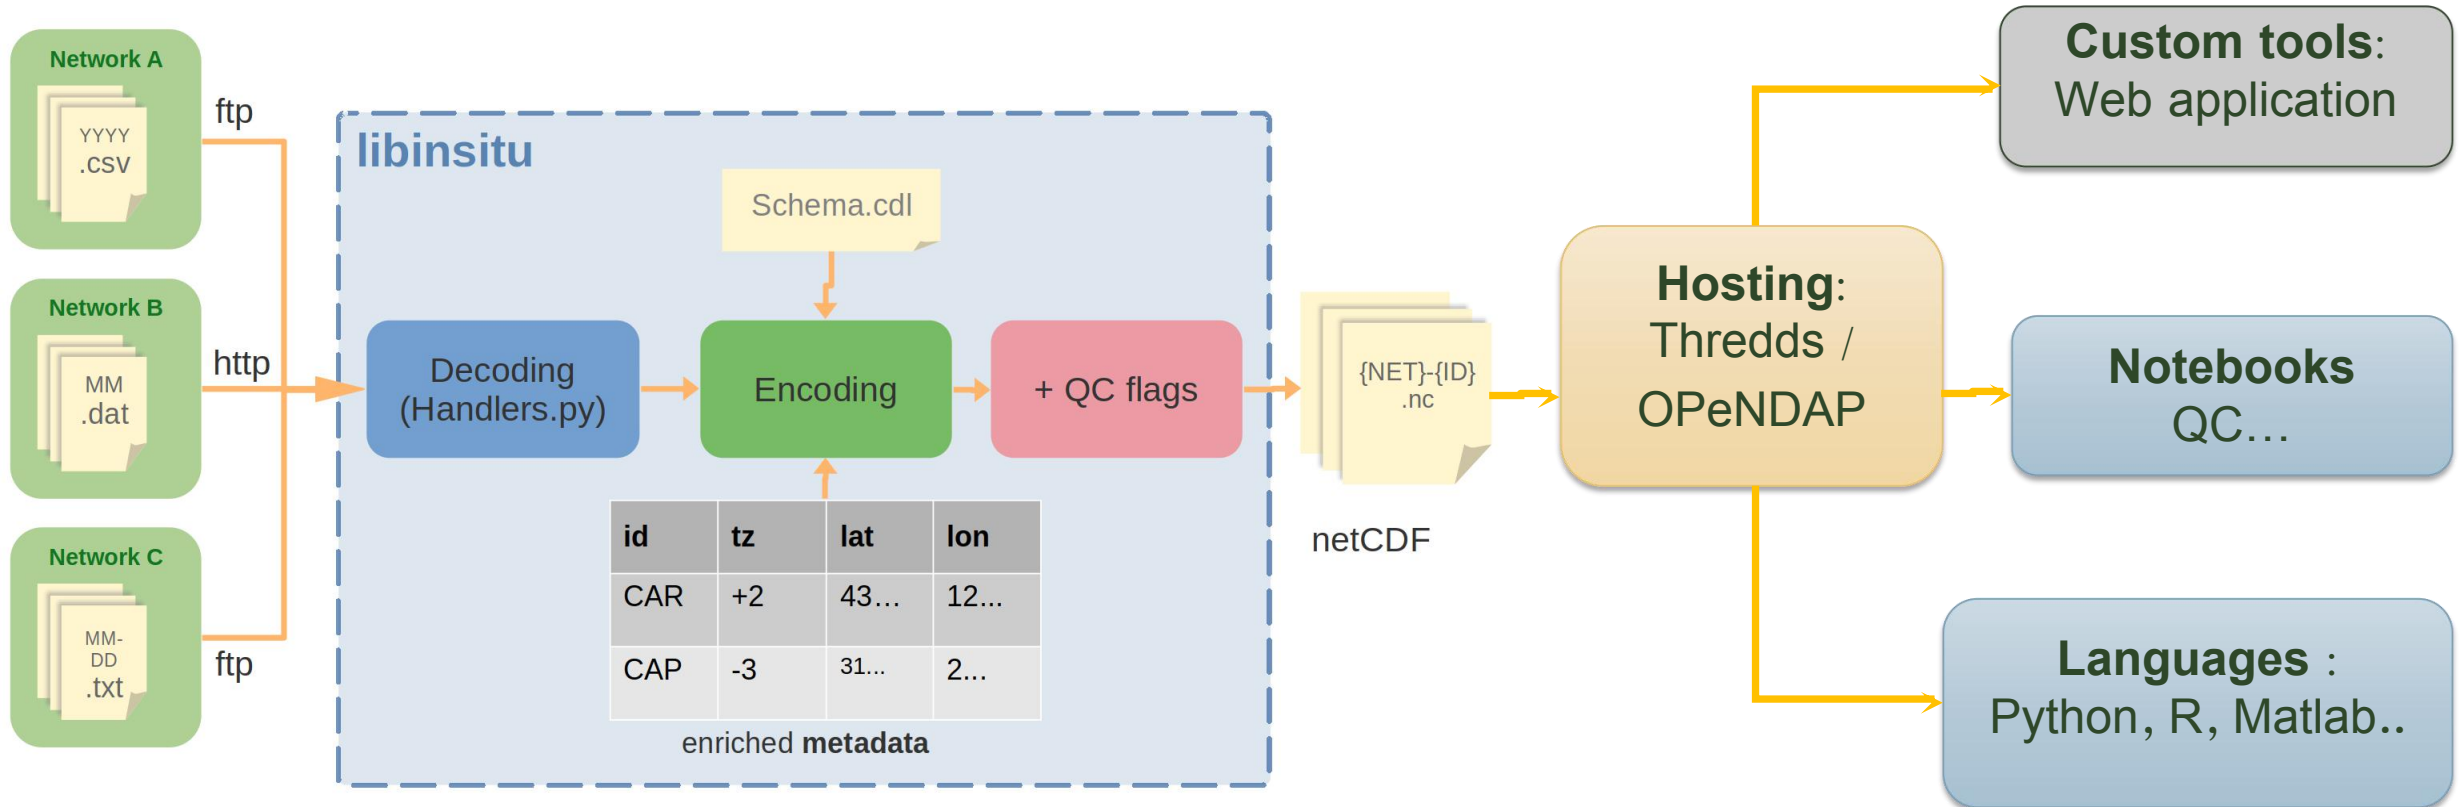 Network A
YYYY
.csv
ftp
Network B
MM
.dat
http
Network C
MM-
DD
.txt
ftp
libinsitu
Schema.cdl
Decoding
(Handlers.py)
Encoding
+ QC flags
id tz lat lon
CAR +2 43... 12...
CAP -3 31... 2...
enriched metadata
{NET}-{ID}
.nc
netCDF
Hosting:
Thredds /
OPeNDAP
Custom tools:
Web application
Notebooks
QC...
Languages :
Python, R, Matlab..